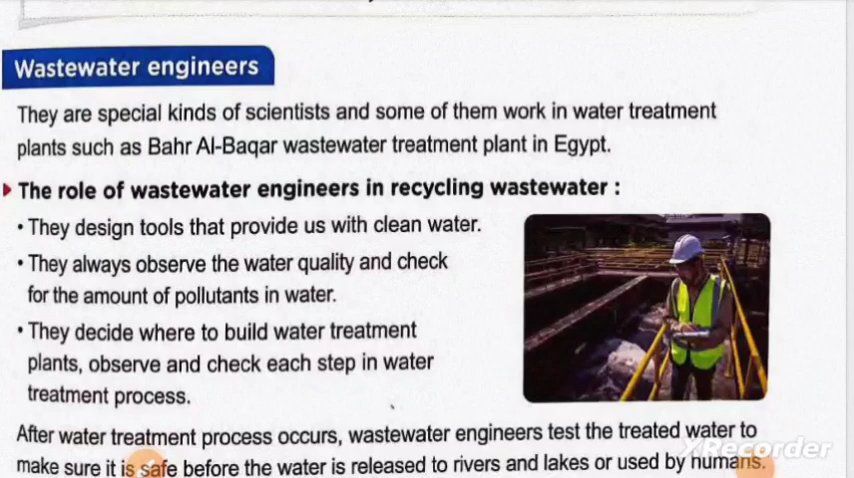 Wastewater engineers
They are special kinds of scientists and some of them work in water treatment
plants such as Bahr Al-Baqar wastewater treatment plant in Egypt.
The role of wastewater engineers in recycling wastewater :
• They design tools that provide us with clean water.
• They always observe the water quality and check
for the amount of pollutants in water.
• They decide where to build water treatment
plants, observe and check each step in water
treatment process.
After water treatment process occurs, wastewater engineers test the treated water to
make sure it is safe before the water is released to rivers and lakes or used by humans.
XRecorder